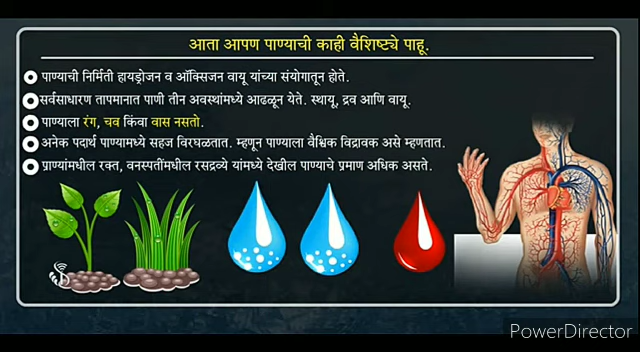 आता आपण पाण्याची काही वैशिष्ट्ये पाहू.
पाण्याची निर्मिती हायड्रोजन व ऑक्सिजन वायू यांच्या संयोगातून होते.
सर्वसाधारण तापमानात पाणी तीन अवस्थांमध्ये आढळून येते. स्थायू, द्रव आणि वायू.
पाण्याला रंग, चव किंवा वास नसतो.
अनेक पदार्थ पाण्यामध्ये सहज विरघळतात. म्हणून पाण्याला वैश्विक विद्रावक असे म्हणतात.
प्राण्यांमधील रक्त, वनस्पतींमधील रसद्रव्ये यांमध्ये देखील पाण्याचे प्रमाण अधिक असते.
PowerDirector